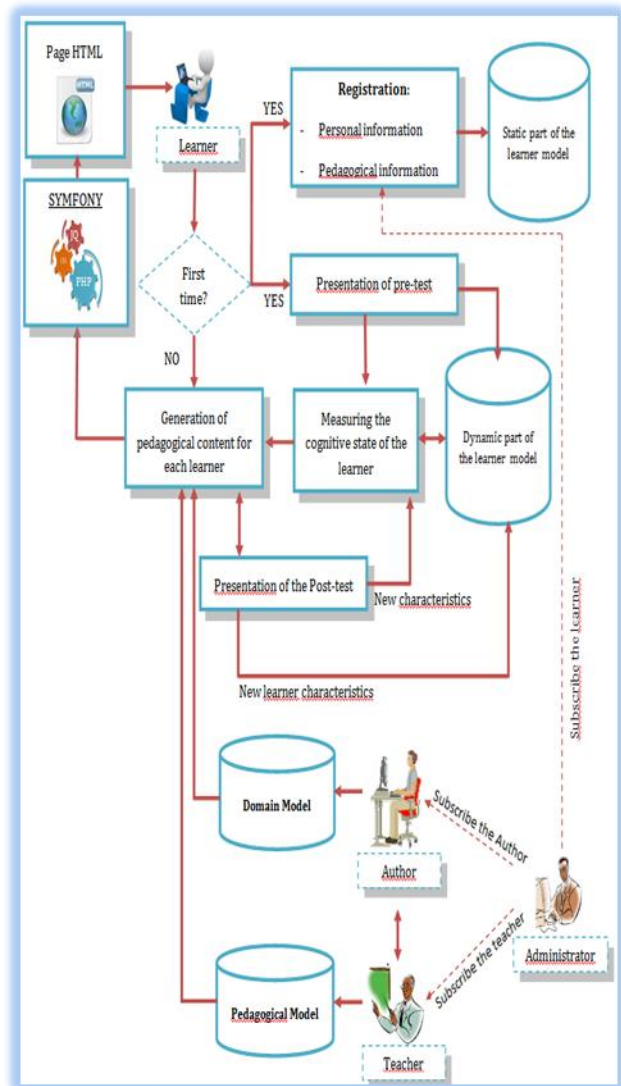 Page HTML
HTML
Learner
YES
Registration:
- Personal information
- Pedagogical information
Static part of the
learner model
SYMFONY
JQ
PHP
First
time?
YES
Presentation of pre-test
NO
Generation of
pedagogical content for
each learner
Measuring the
cognitive state of the
learner
Dynamic part of
the learner model
Presentation of the Post-test
New characteristics
New learner characteristics
Subscribe the learner
Domain Model
Author
Subscribe the Author
Administrator
Subscribe the teacher
Pedagogical Model
Teacher